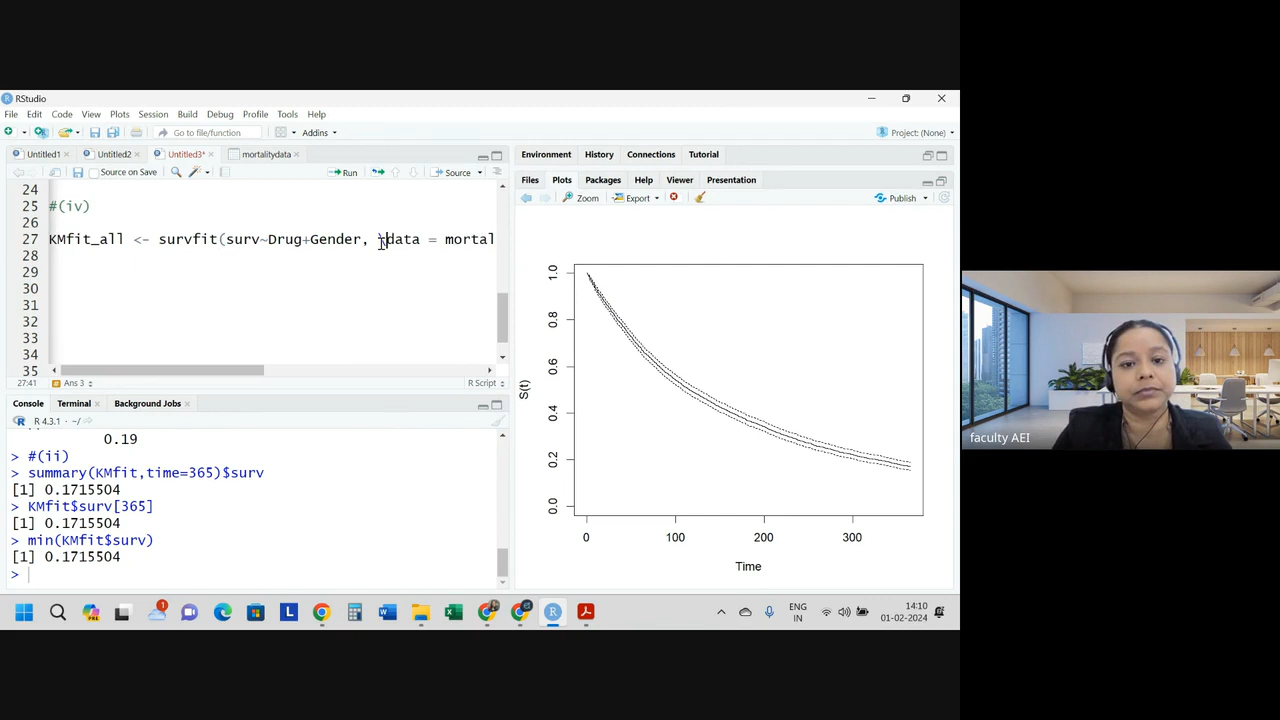 RStudio
File Edit Code View Plots Session Build Debug Profile Tools Help
Go to file/function Addins Project: (None)
Untitled1 Untitled2 Untitled3* mortalitydata
Source on Save Run Source
24
25 #(iv)
26
27 KMfit_all <- survfit(surv~Drug+Gender, data = mortal
28
29
30
31
32
33
34
35
27:41 Ans 3 R Script
Console Terminal Background Jobs
R 4.3.1 · ~/
0.19
> #(ii)
> summary(KMfit,time=365)$surv
[1] 0.1715504
> KMfit$surv[365]
[1] 0.1715504
> min(KMfit$surv)
[1] 0.1715504
>
Environment History Connections Tutorial
Files Plots Packages Help Viewer Presentation
Zoom Export Publish
S(t)
1.0
0.8
0.6
0.4
0.2
0.0
0 100 200 300
Time
faculty AEI
1
PRE
L
ENG
IN
14:10
01-02-2024